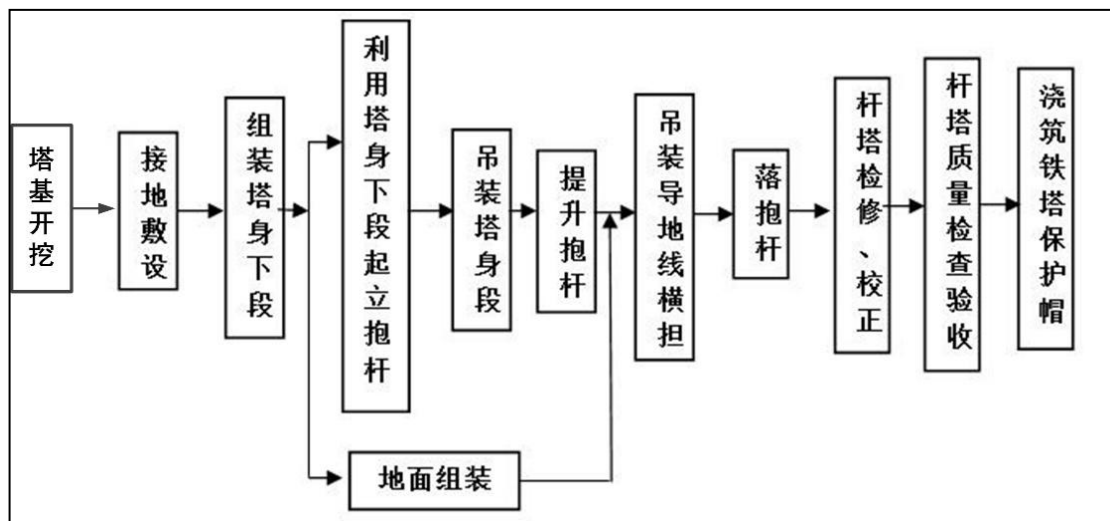 塔基开挖
接地敷设
组装塔身下段
利用塔身下段起立抱杆
吊装塔身段
提升抱杆
地面组装
吊装导地线横担
落抱杆
杆塔检修、校正
杆塔质量检查验收
浇筑铁塔保护帽